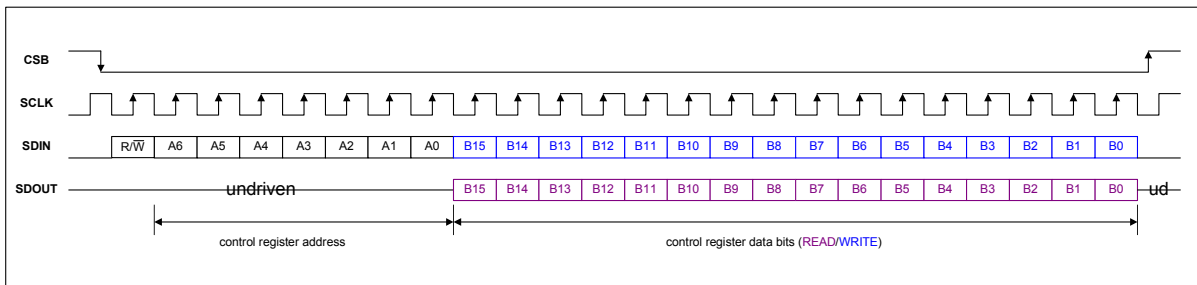 CSB
SCLK
SDIN R/W̅ A6 A5 A4 A3 A2 A1 A0 B15 B14 B13 B12 B11 B10 B9 B8 B7 B6 B5 B4 B3 B2 B1 B0
SDOUT undriven B15 B14 B13 B12 B11 B10 B9 B8 B7 B6 B5 B4 B3 B2 B1 B0 ud
control register address control register data bits (READ/WRITE)